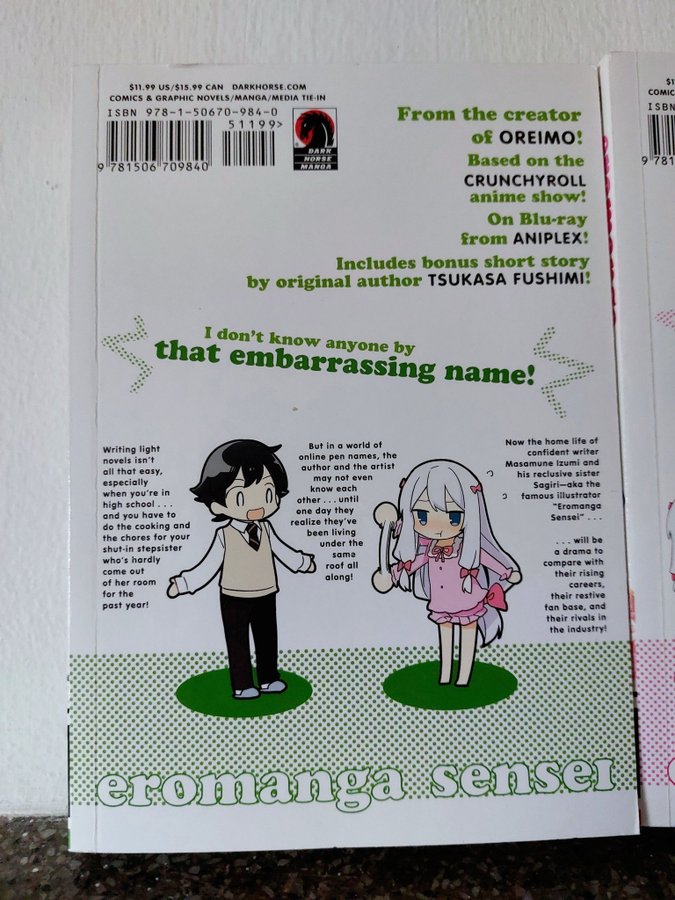 $11.99 US/$15.99 CAN DARKHORSE.COM
COMICS & GRAPHIC NOVELS/MANGA/MEDIA TIE-IN
ISBN 978-1-50670-984-0
51199>
9 781506 709840
DARK
HORSE
MANGA
From the creator
of OREIMO!
Based on the
CRUNCHYROLL
anime show!
On Blu-ray
from ANIPLEX!
Includes bonus short story
by original author TSUKASA FUSHIMI!
I don't know anyone by
that embarrassing name!
Writing light
novels isn't
all that easy,
especially
when you're in
high school . . .
and you have to
do the cooking and
the chores for your
shut-in stepsister
who's hardly
come out
of her room
for the
past year!
But in a world of
online pen names, the
author and the artist
may not even
know each
other . . . until
one day they
realize they've
been living
under the
same
roof all
along!
Now the home life of
confident writer
Masamune Izumi and
his reclusive sister
Sagiri—aka the
famous illustrator
"Eromanga
Sensei" . . .
. . . will be
a drama to
compare with
their rising
careers,
their restive
fan base, and
their rivals in
the industry!
eromanga sensei
$1
COMIC
ISBN
9 781